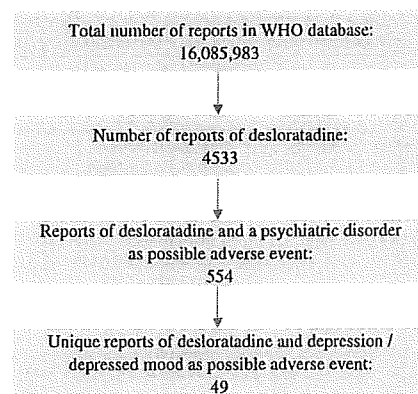 Total number of reports in WHO database:
16,085,983
Number of reports of desloratadine:
4533
Reports of desloratadine and a psychiatric disorder
as possible adverse event:
554
Unique reports of desloratadine and depression /
depressed mood as possible adverse event:
49